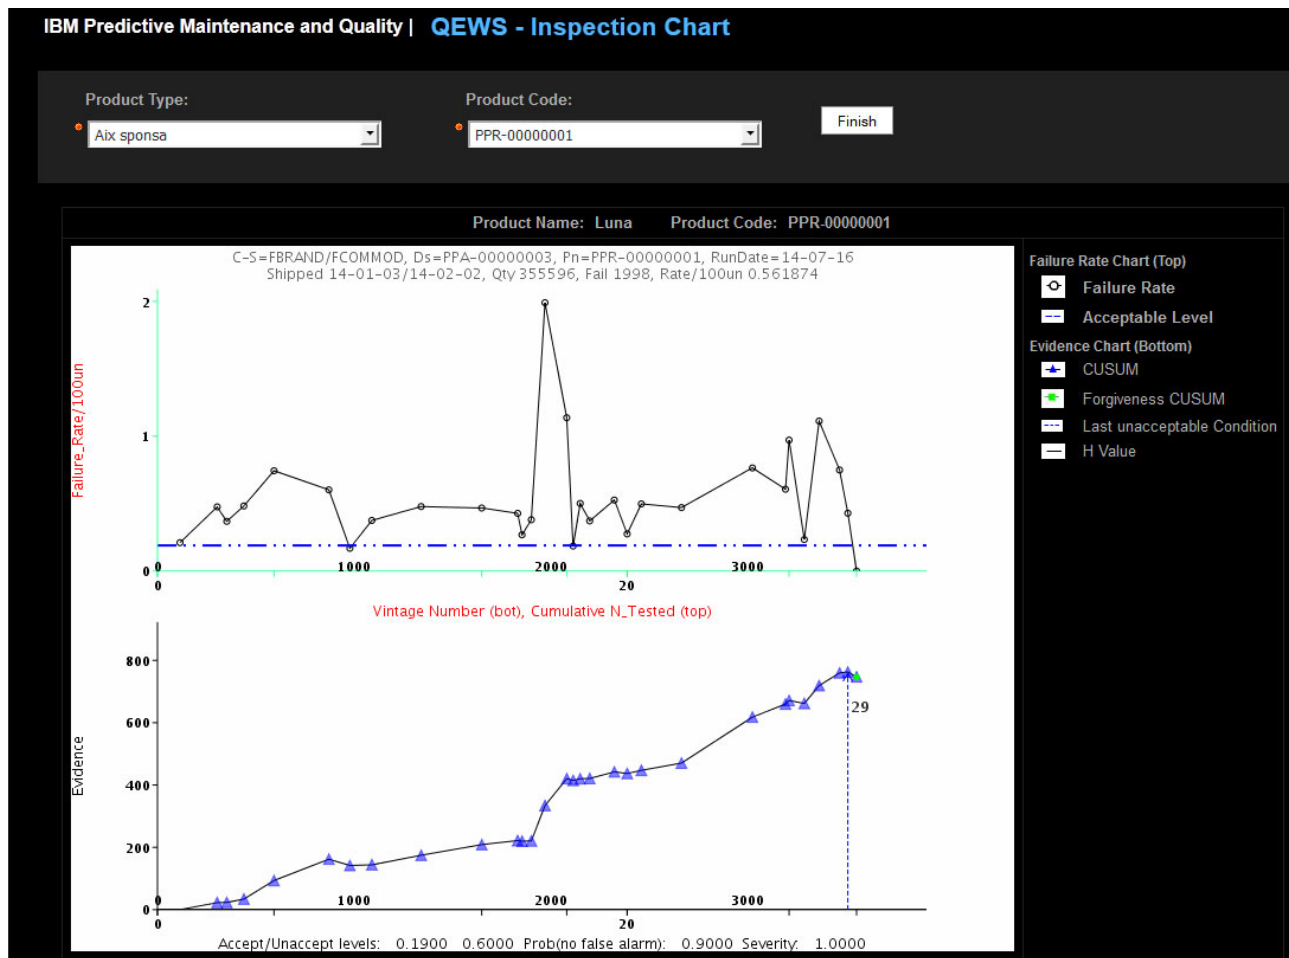 IBM Predictive Maintenance and Quality | QEWS - Inspection Chart
Product Type: Product Code:
Aix sponsa PPR-00000001 Finish
Product Name: Luna Product Code: PPR-00000001
C-S=FBRAND/FCOMMOD, Ds=PPA-00000003, Pn=PPR-00000001, RunDate=14-07-16
Shipped 14-01-03/14-02-02, Qty 355596, Fail 1998, Rate/100un 0.561874
Failure Rate Chart (Top)
Failure Rate
Acceptable Level
Evidence Chart (Bottom)
CUSUM
Forgiveness CUSUM
Last unacceptable Condition
H Value
Failure_Rate/100un
2
1
0
0 1000 2000 3000
0 20
Vintage Number (bot), Cumulative N_Tested (top)
Evidence
800
600
400
200
0
29
0 1000 2000 3000
0 20
Accept/Unaccept levels: 0.1900 0.6000 Prob(no false alarm): 0.9000 Severity: 1.0000